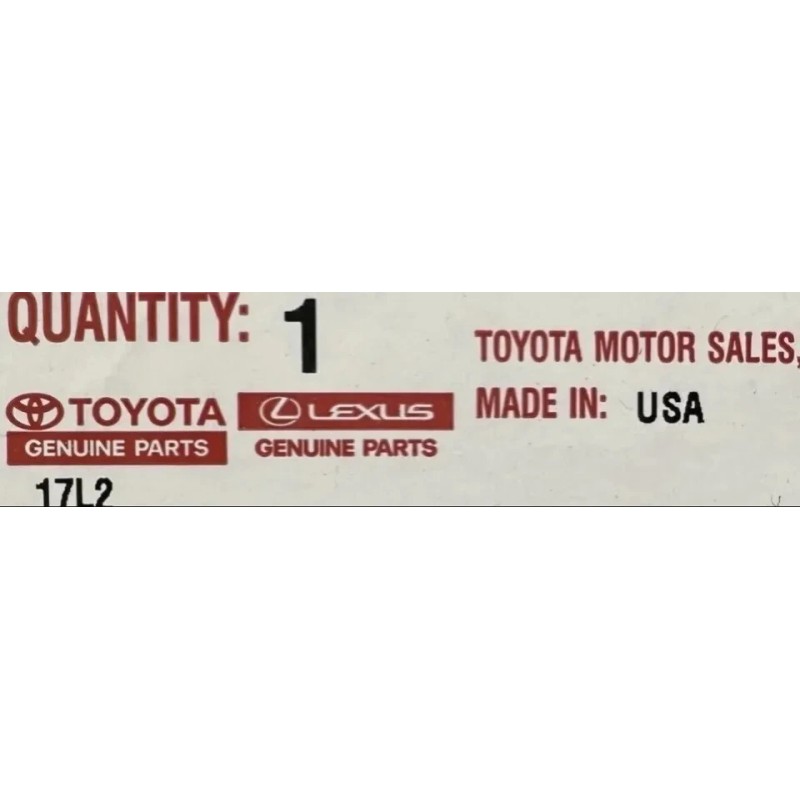 QUANTITY: 1
TOYOTA MOTOR SALES,
MADE IN: USA
TOYOTA
GENUINE PARTS
LEXUS
GENUINE PARTS
17L2